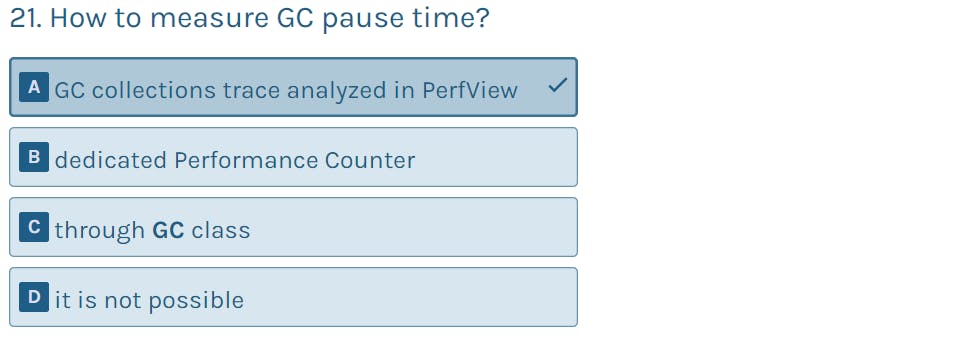 21. How to measure GC pause time?
A GC collections trace analyzed in PerfView
B dedicated Performance Counter
C through GC class
D it is not possible